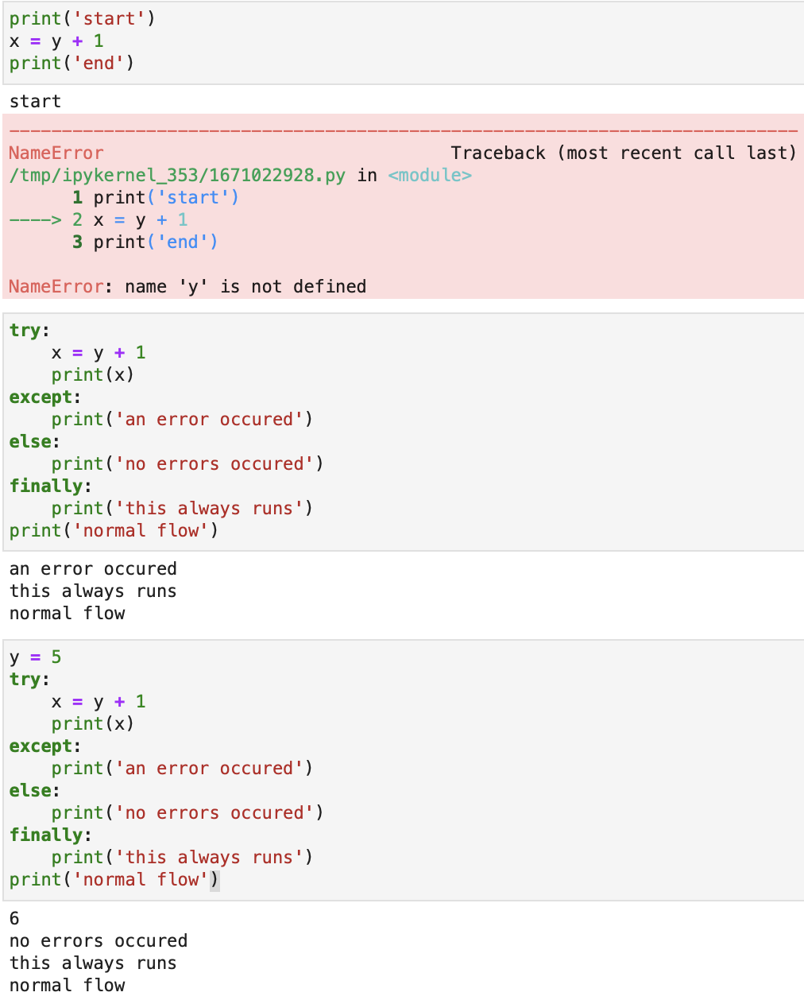 print('start')
x = y + 1
print('end')
start
---------------------------------------------------------------------------
NameError                                 Traceback (most recent call last)
/tmp/ipykernel_353/1671022928.py in <module>
      1 print('start')
----> 2 x = y + 1
      3 print('end')
NameError: name 'y' is not defined
try:
    x = y + 1
    print(x)
except:
    print('an error occured')
else:
    print('no errors occured')
finally:
    print('this always runs')
print('normal flow')
an error occured
this always runs
normal flow
y = 5
try:
    x = y + 1
    print(x)
except:
    print('an error occured')
else:
    print('no errors occured')
finally:
    print('this always runs')
print('normal flow')
6
no errors occured
this always runs
normal flow